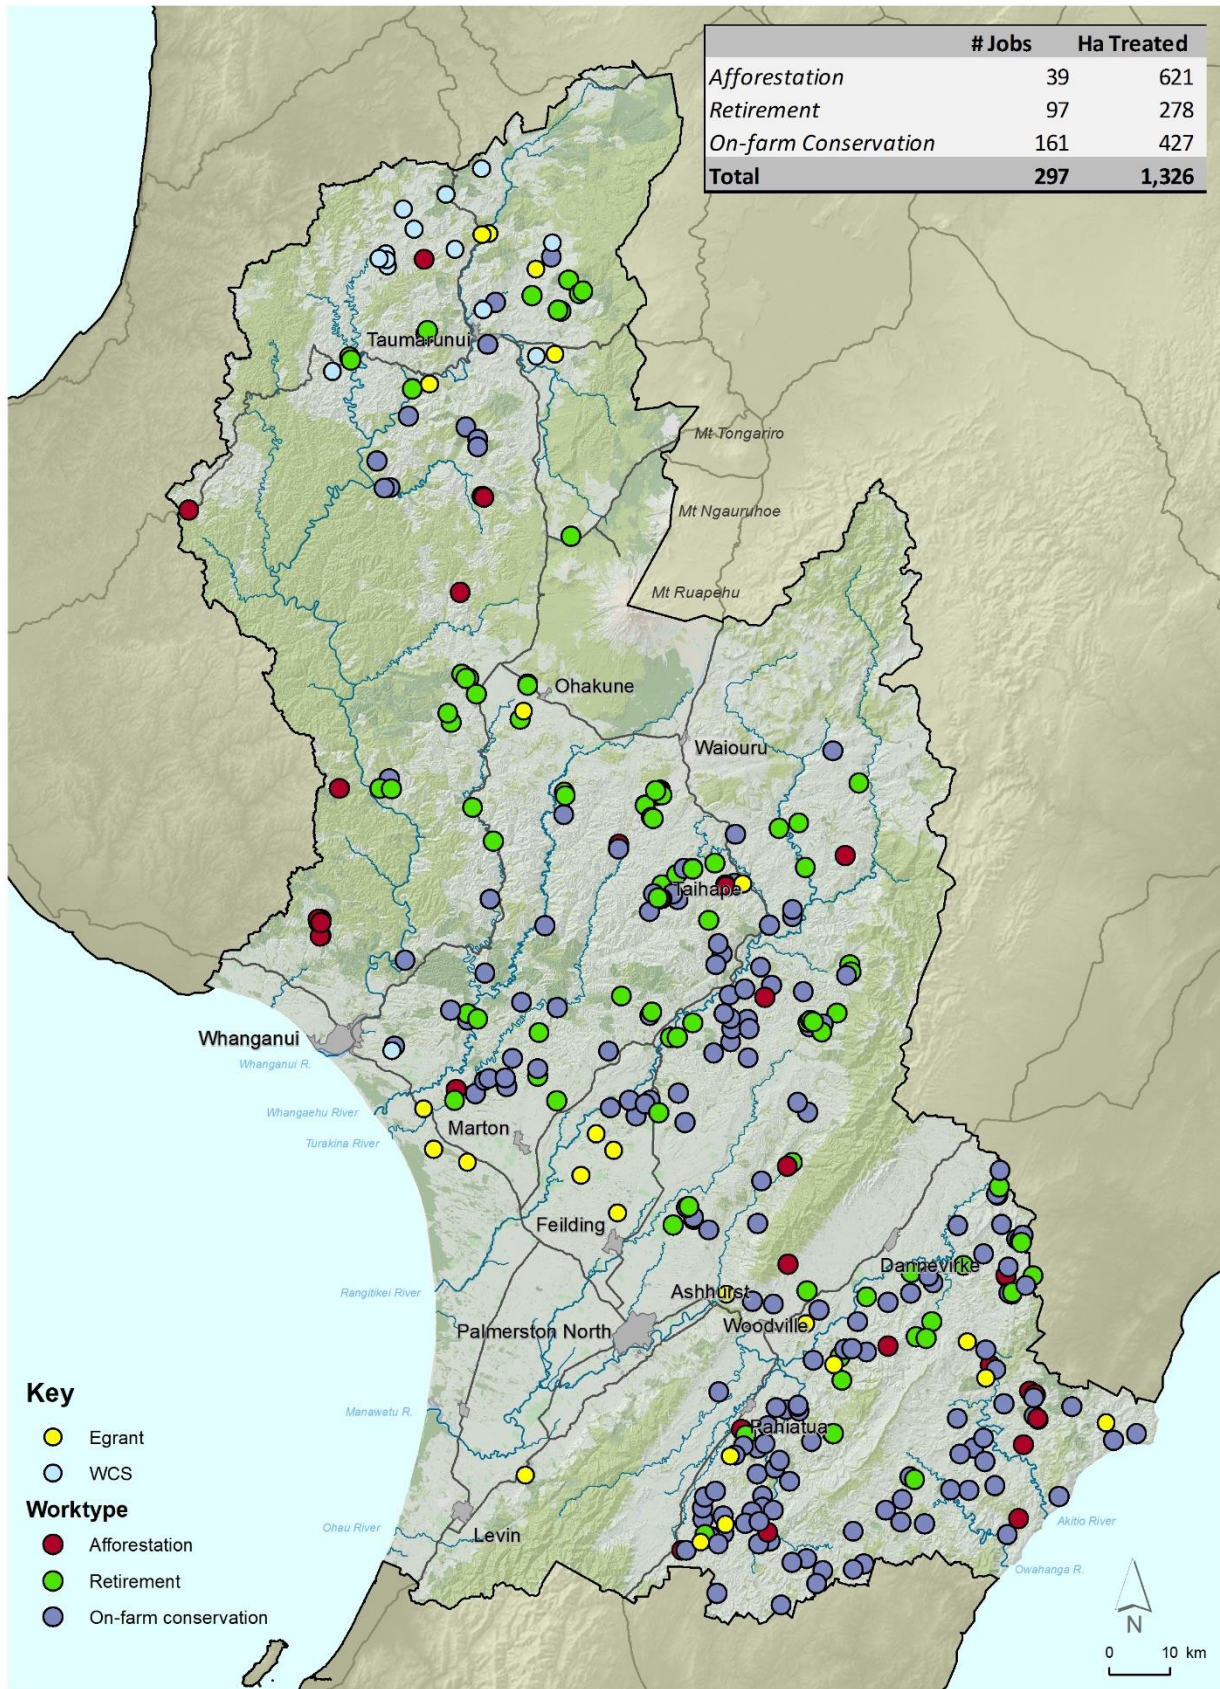 # Jobs Ha Treated
Afforestation 39 621
Retirement 97 278
On-farm Conservation 161 427
Total 297 1,326
Taumarunui
Mt Tongariro
Mt Ngauruhoe
Mt Ruapehu
Ohakune
Waiouru
Taihape
Whanganui
Whanganui R.
Whangaehu River
Marton
Turakina River
Feilding
Dannevirke
Rangitikei River
Ashhurst
Woodville
Palmerston North
Key
Egrant
WCS
Worktype
Afforestation
Retirement
On-farm conservation
Manawatu R.
Pahiatua
Ohau River
Levin
Akitio River
Owahanga R.
N
0 10 km